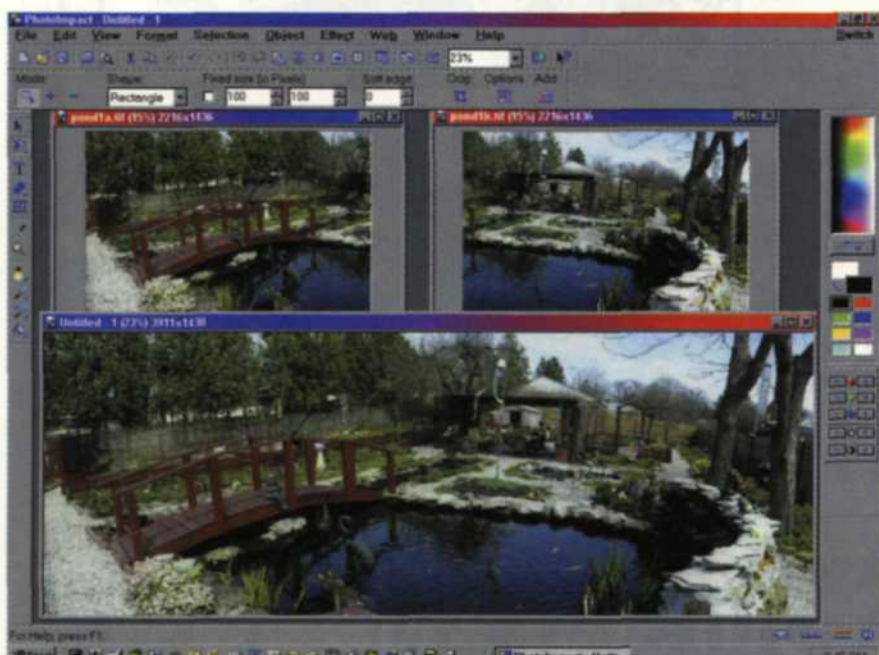 PhotoImpact - Untitled - 1
File Edit View Format Selection Object Effect Web Window Help Switch
23%
Mode Shape Fixed size (in Pixels) Soft edge Crop Options Add
Rectangle 100 100 0
pond1a.tif (15%) 2216x1436
pond1b.tif (15%) 2216x1436
Untitled - 1 (23%) 3911x1438
For Help, press F1.